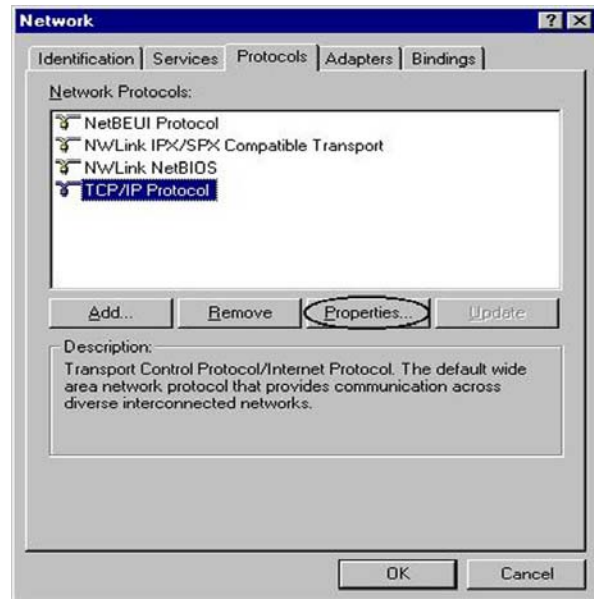 Network
Identification Services Protocols Adapters Bindings
Network Protocols:
NetBEUI Protocol
NWLink IPX/SPX Compatible Transport
NWLink NetBIOS
TCP/IP Protocol
Add... Remove Properties... Update
Description:
Transport Control Protocol/Internet Protocol. The default wide
area network protocol that provides communication across
diverse interconnected networks.
OK Cancel